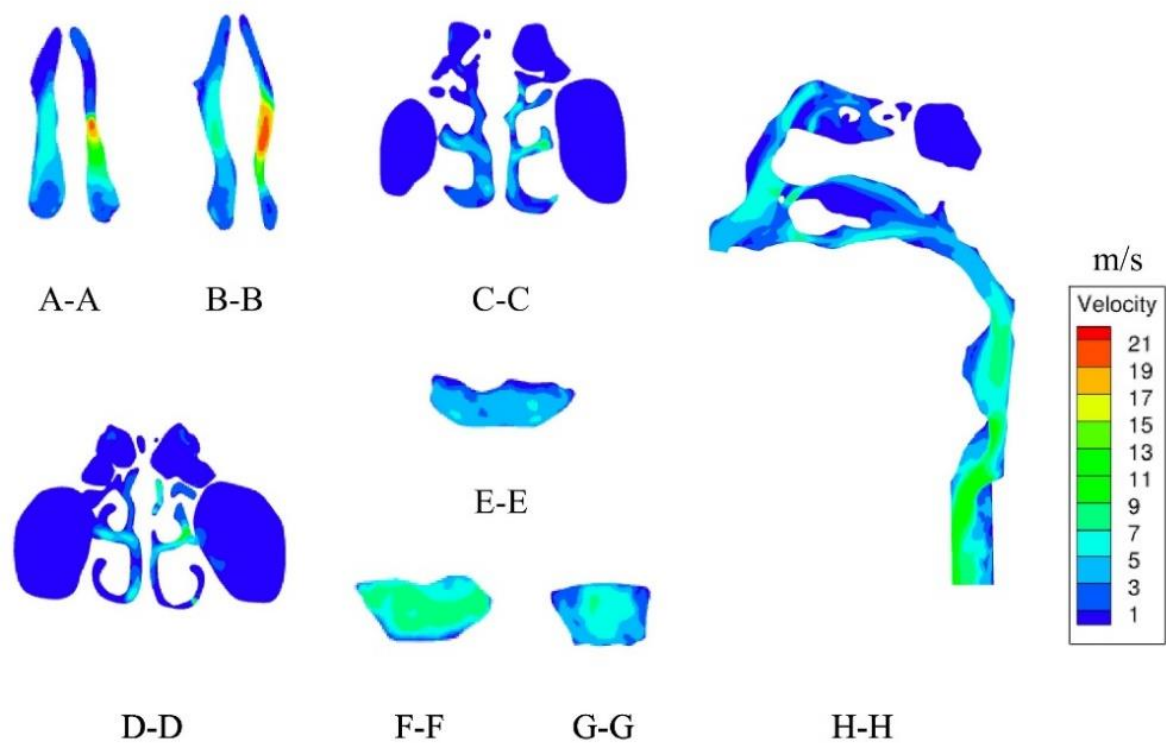 A-A
B-B
C-C
m/s
Velocity
21
19
17
15
13
11
9
7
5
3
1
E-E
D-D
F-F
G-G
H-H